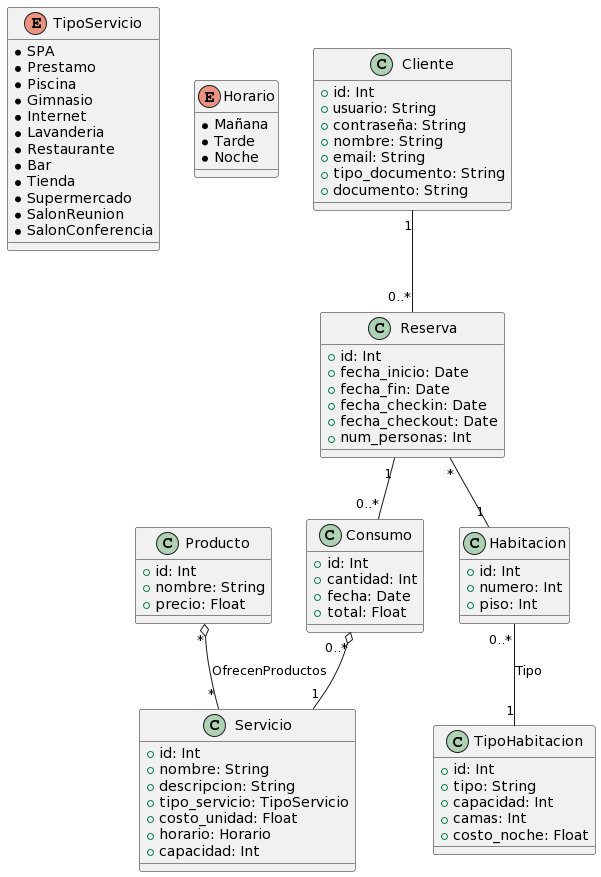 E TipoServicio
SPA
Prestamo
Piscina
Gimnasio
Internet
Lavanderia
Restaurante
Bar
Tienda
Supermercado
SalonReunion
SalonConferencia
E Horario
Mañana
Tarde
Noche
C Cliente
id: Int
usuario: String
contraseña: String
nombre: String
email: String
tipo_documento: String
documento: String
1
0..*
C Reserva
id: Int
fecha_inicio: Date
fecha_fin: Date
fecha_checkin: Date
fecha_checkout: Date
num_personas: Int
1
*
0..*
1
C Producto
id: Int
nombre: String
precio: Float
C Consumo
id: Int
cantidad: Int
fecha: Date
total: Float
C Habitacion
id: Int
numero: Int
piso: Int
*
0..*
0..*
OfrecenProductos
Tipo
*
1
1
C Servicio
id: Int
nombre: String
descripcion: String
tipo_servicio: TipoServicio
costo_unidad: Float
horario: Horario
capacidad: Int
C TipoHabitacion
id: Int
tipo: String
capacidad: Int
camas: Int
costo_noche: Float